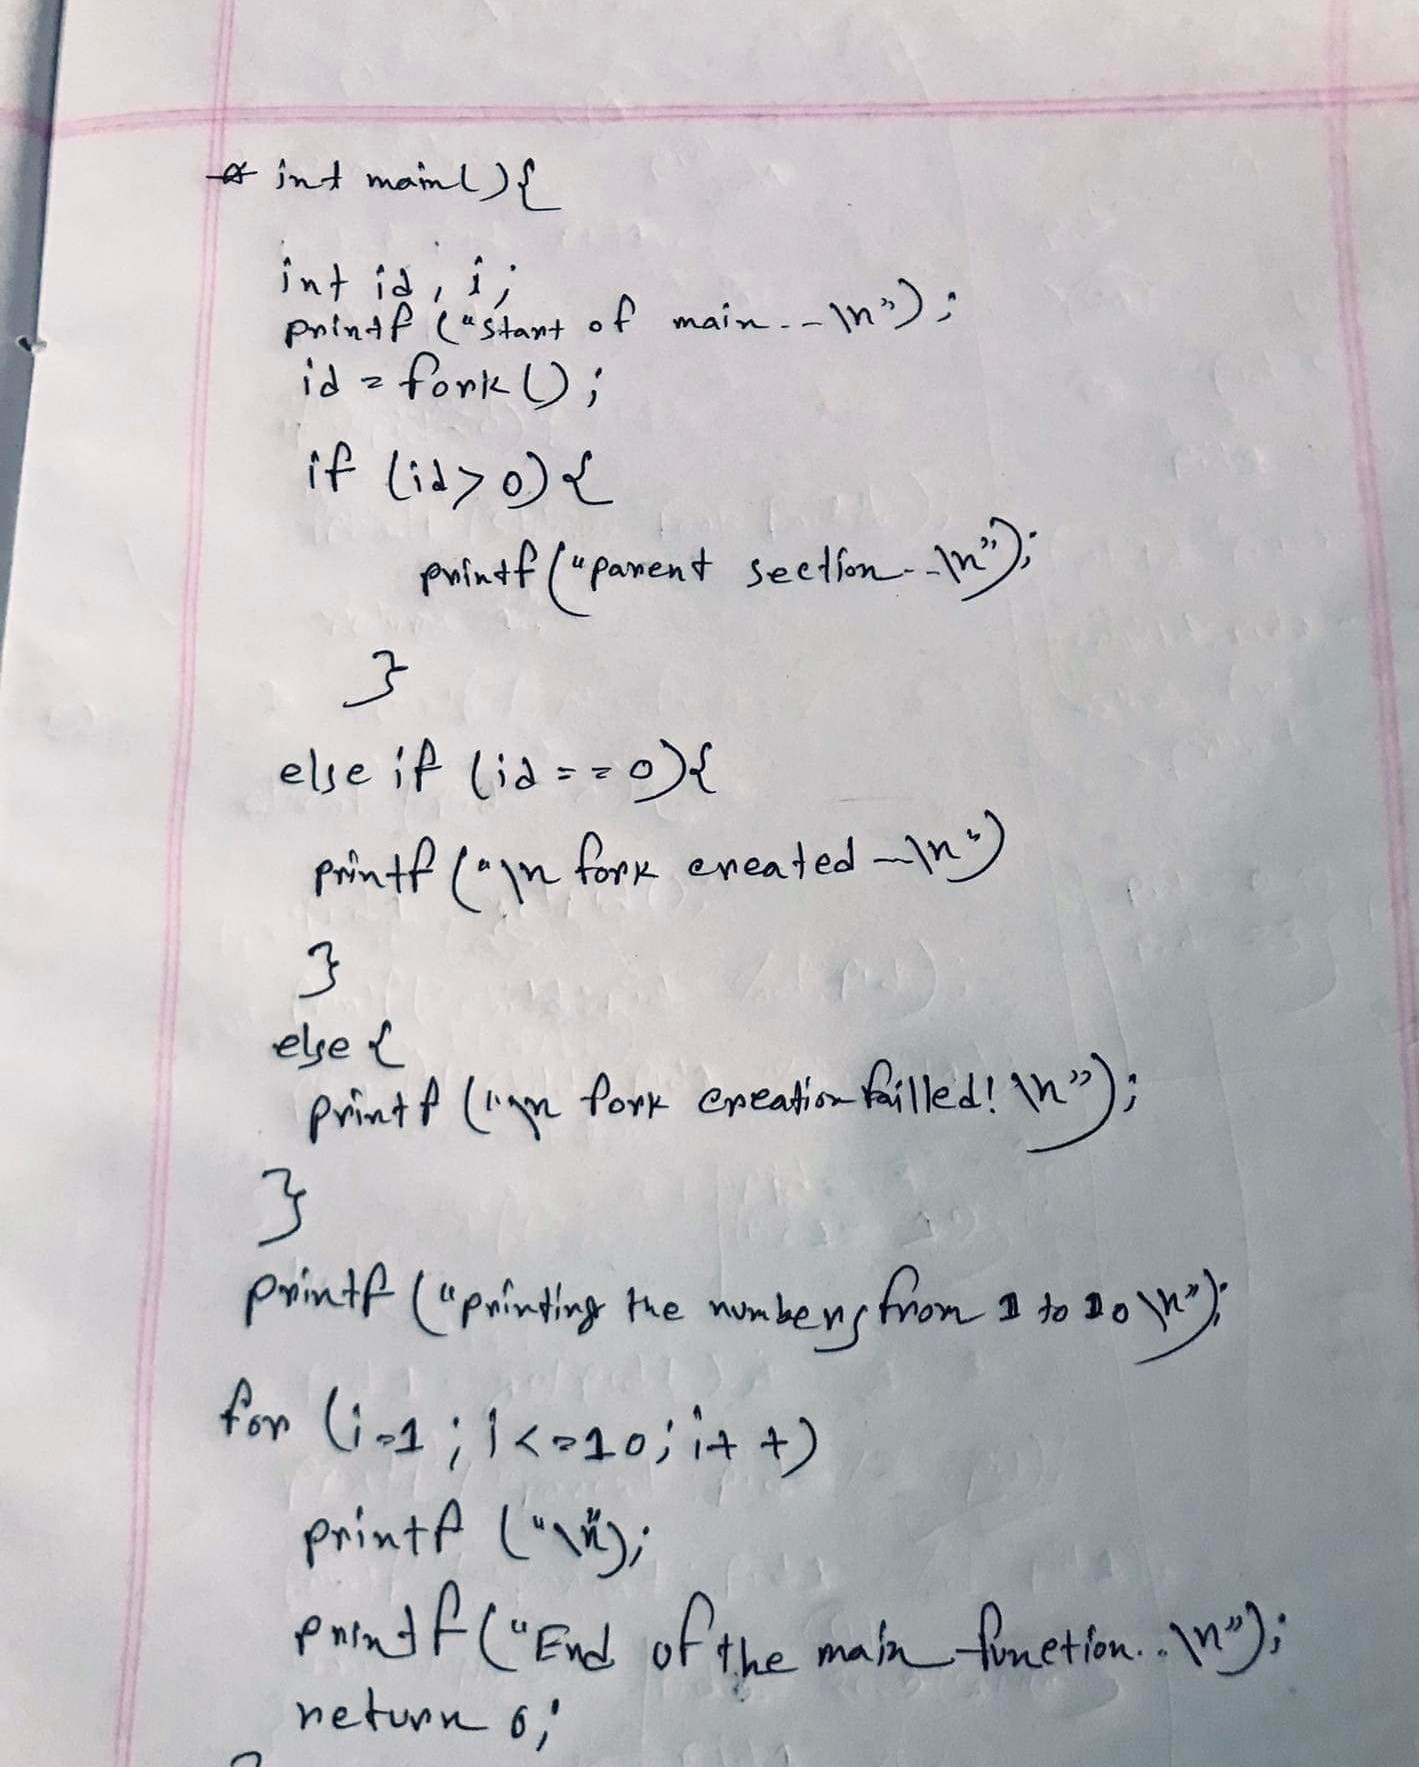 int main(){
int id, i;
printf ("start of main..-\n");
id = fork();
if (id>0){
printf("parent section..-\n");
}
else if (id==0){
printf("\n fork created -\n")
}
else {
printf ("\n fork creation failled! \n");
}
printf ("printing the numbers from 1 to 10 \n");
for (i=1; i<=10; i++)
printf ("\n");
printf("End of the main function..\n");
return 0;
}